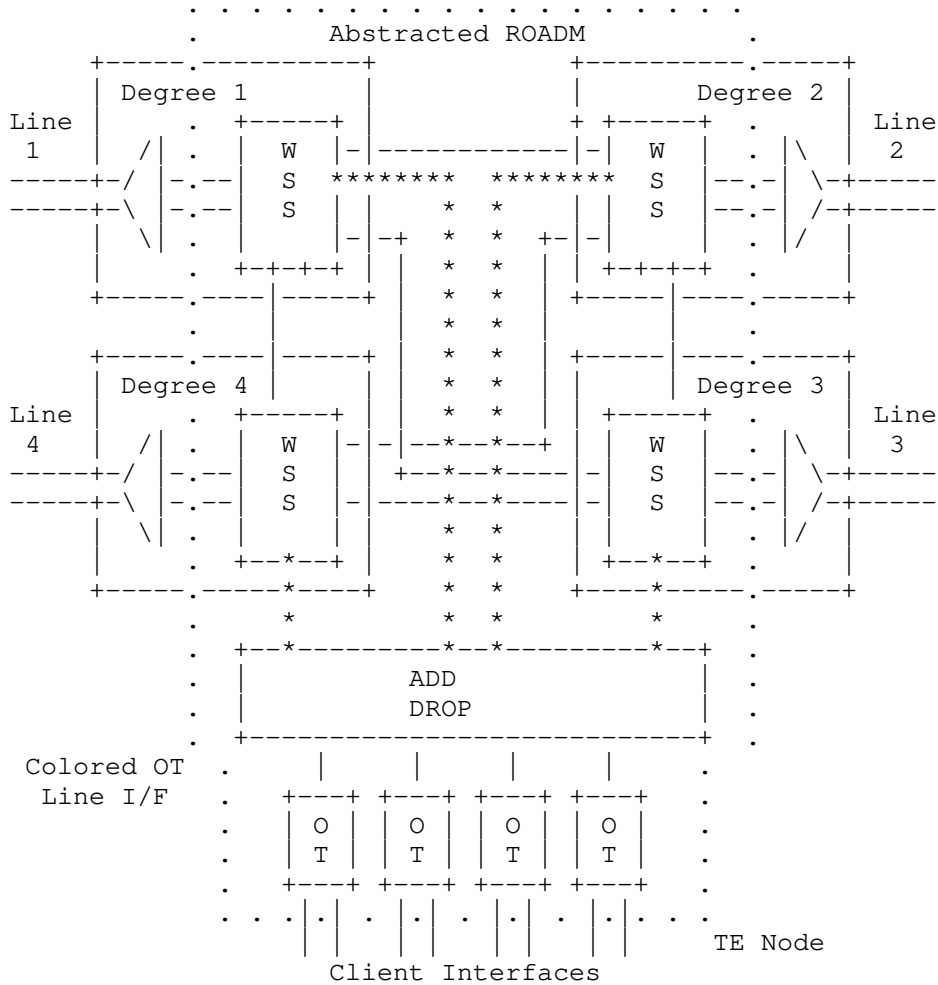 Abstracted ROADM
Degree 1 Degree 2
Line Line
1 W W 2
S S
S S
Degree 4 Degree 3
Line Line
4 W W 3
S S
S S
ADD
DROP
Colored OT
Line I/F
O O O O
T T T T
TE Node
Client Interfaces